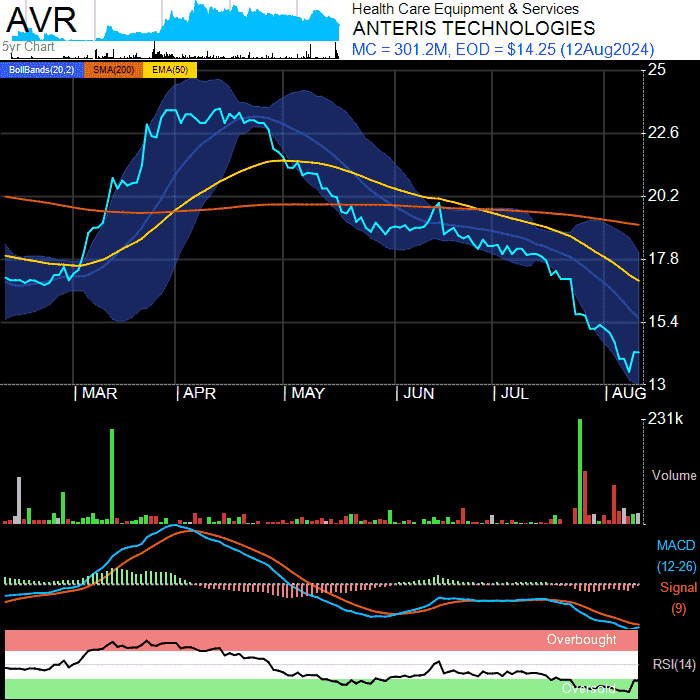 AVR
5yr Chart
Health Care Equipment & Services
ANTERIS TECHNOLOGIES
MC = 301.2M, EOD = $14.25 (12Aug2024)
BollBands(20,2) SMA(200) EMA(50)
25
22.6
20.2
17.8
15.4
13
MAR APR MAY JUN JUL AUG
231k
Volume
MACD
(12-26)
Signal
(9)
Overbought
RSI(14)
Oversold